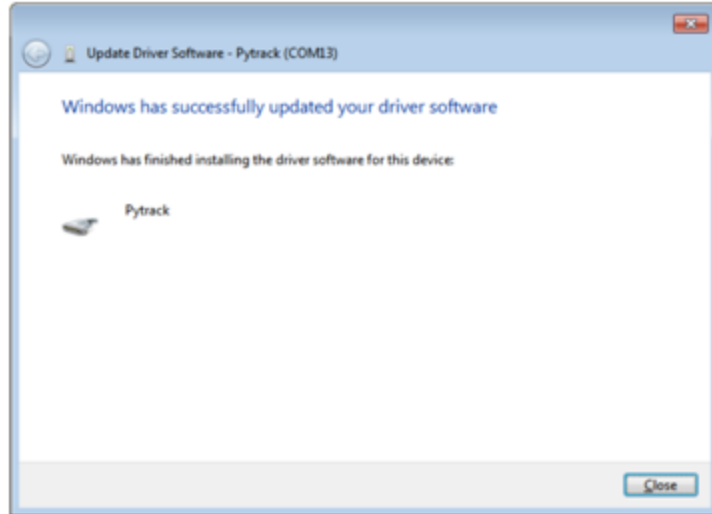 Update Driver Software - Pytrack (COM13)
Windows has successfully updated your driver software
Windows has finished installing the driver software for this device:
Pytrack
Close